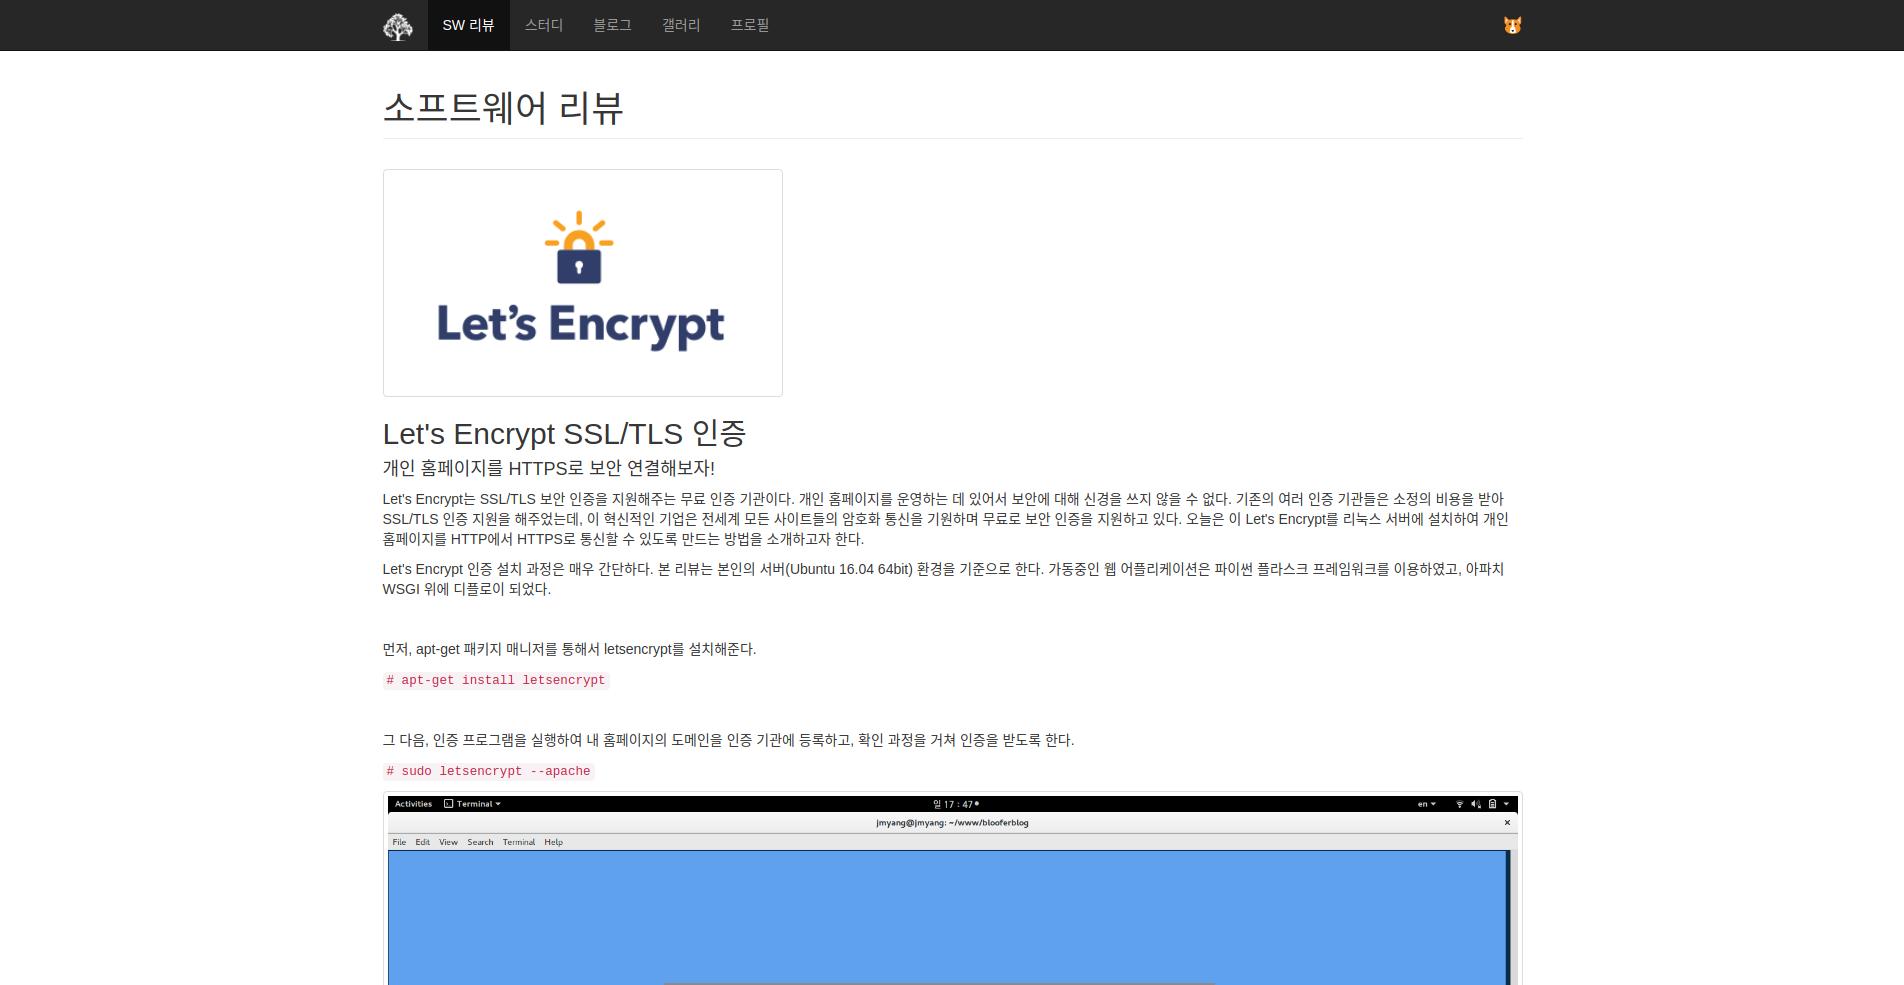 SW 리뷰 스터디 블로그 갤러리 프로필
소프트웨어 리뷰
Let's Encrypt
Let's Encrypt SSL/TLS 인증
개인 홈페이지를 HTTPS로 보안 연결해보자!
Let's Encrypt는 SSL/TLS 보안 인증을 지원해주는 무료 인증 기관이다. 개인 홈페이지를 운영하는 데 있어서 보안에 대해 신경을 쓰지 않을 수 없다. 기존의 여러 인증 기관들은 소정의 비용을 받아
SSL/TLS 인증 지원을 해주었는데, 이 혁신적인 기업은 전세계 모든 사이트들의 암호화 통신을 기원하며 무료로 보안 인증을 지원하고 있다. 오늘은 이 Let's Encrypt를 리눅스 서버에 설치하여 개인
홈페이지를 HTTP에서 HTTPS로 통신할 수 있도록 만드는 방법을 소개하고자 한다.
Let's Encrypt 인증 설치 과정은 매우 간단하다. 본 리뷰는 본인의 서버(Ubuntu 16.04 64bit) 환경을 기준으로 한다. 가동중인 웹 어플리케이션은 파이썬 플라스크 프레임워크를 이용하였고, 아파치
WSGI 위에 디플로이 되었다.
먼저, apt-get 패키지 매니저를 통해서 letsencrypt를 설치해준다.
# apt-get install letsencrypt
그 다음, 인증 프로그램을 실행하여 내 홈페이지의 도메인을 인증 기관에 등록하고, 확인 과정을 거쳐 인증을 받도록 한다.
# sudo letsencrypt --apache
Activities Terminal 일 17 : 47 en
jmyang@jmyang: ~/www/blooferblog
File Edit View Search Terminal Help